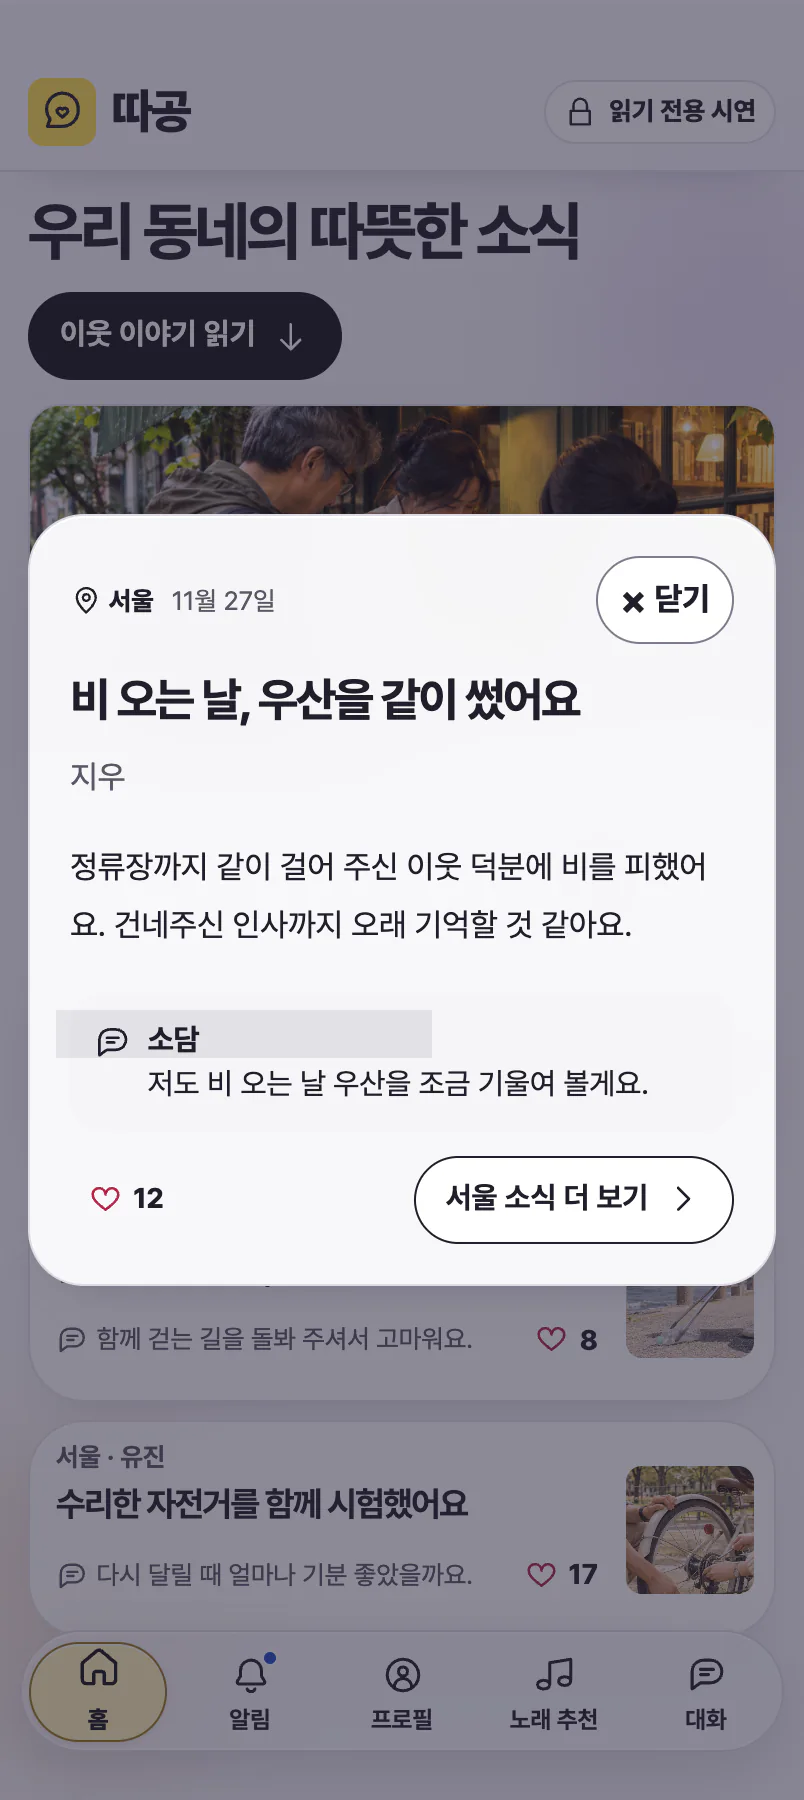 따공
읽기 전용 시연
우리 동네의 따뜻한 소식
이웃 이야기 읽기
서울 11월 27일
닫기
비 오는 날, 우산을 같이 썼어요
지우
정류장까지 같이 걸어 주신 이웃 덕분에 비를 피했어
요. 건네주신 인사까지 오래 기억할 것 같아요.
소담
저도 비 오는 날 우산을 조금 기울여 볼게요.
12
서울 소식 더 보기
함께 걷는 길을 돌봐 주셔서 고마워요.
8
서울 · 유진
수리한 자전거를 함께 시험했어요
다시 달릴 때 얼마나 기분 좋았을까요.
17
홈
알림
프로필
노래 추천
대화